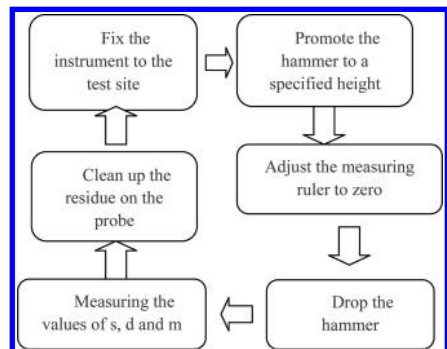 Fix the
instrument to the
test site
Promote the
hammer to a
specified height
Adjust the measuring
ruler to zero
Drop the
hammer
Measuring the
values of s, d and m
Clean up the
residue on the
probe